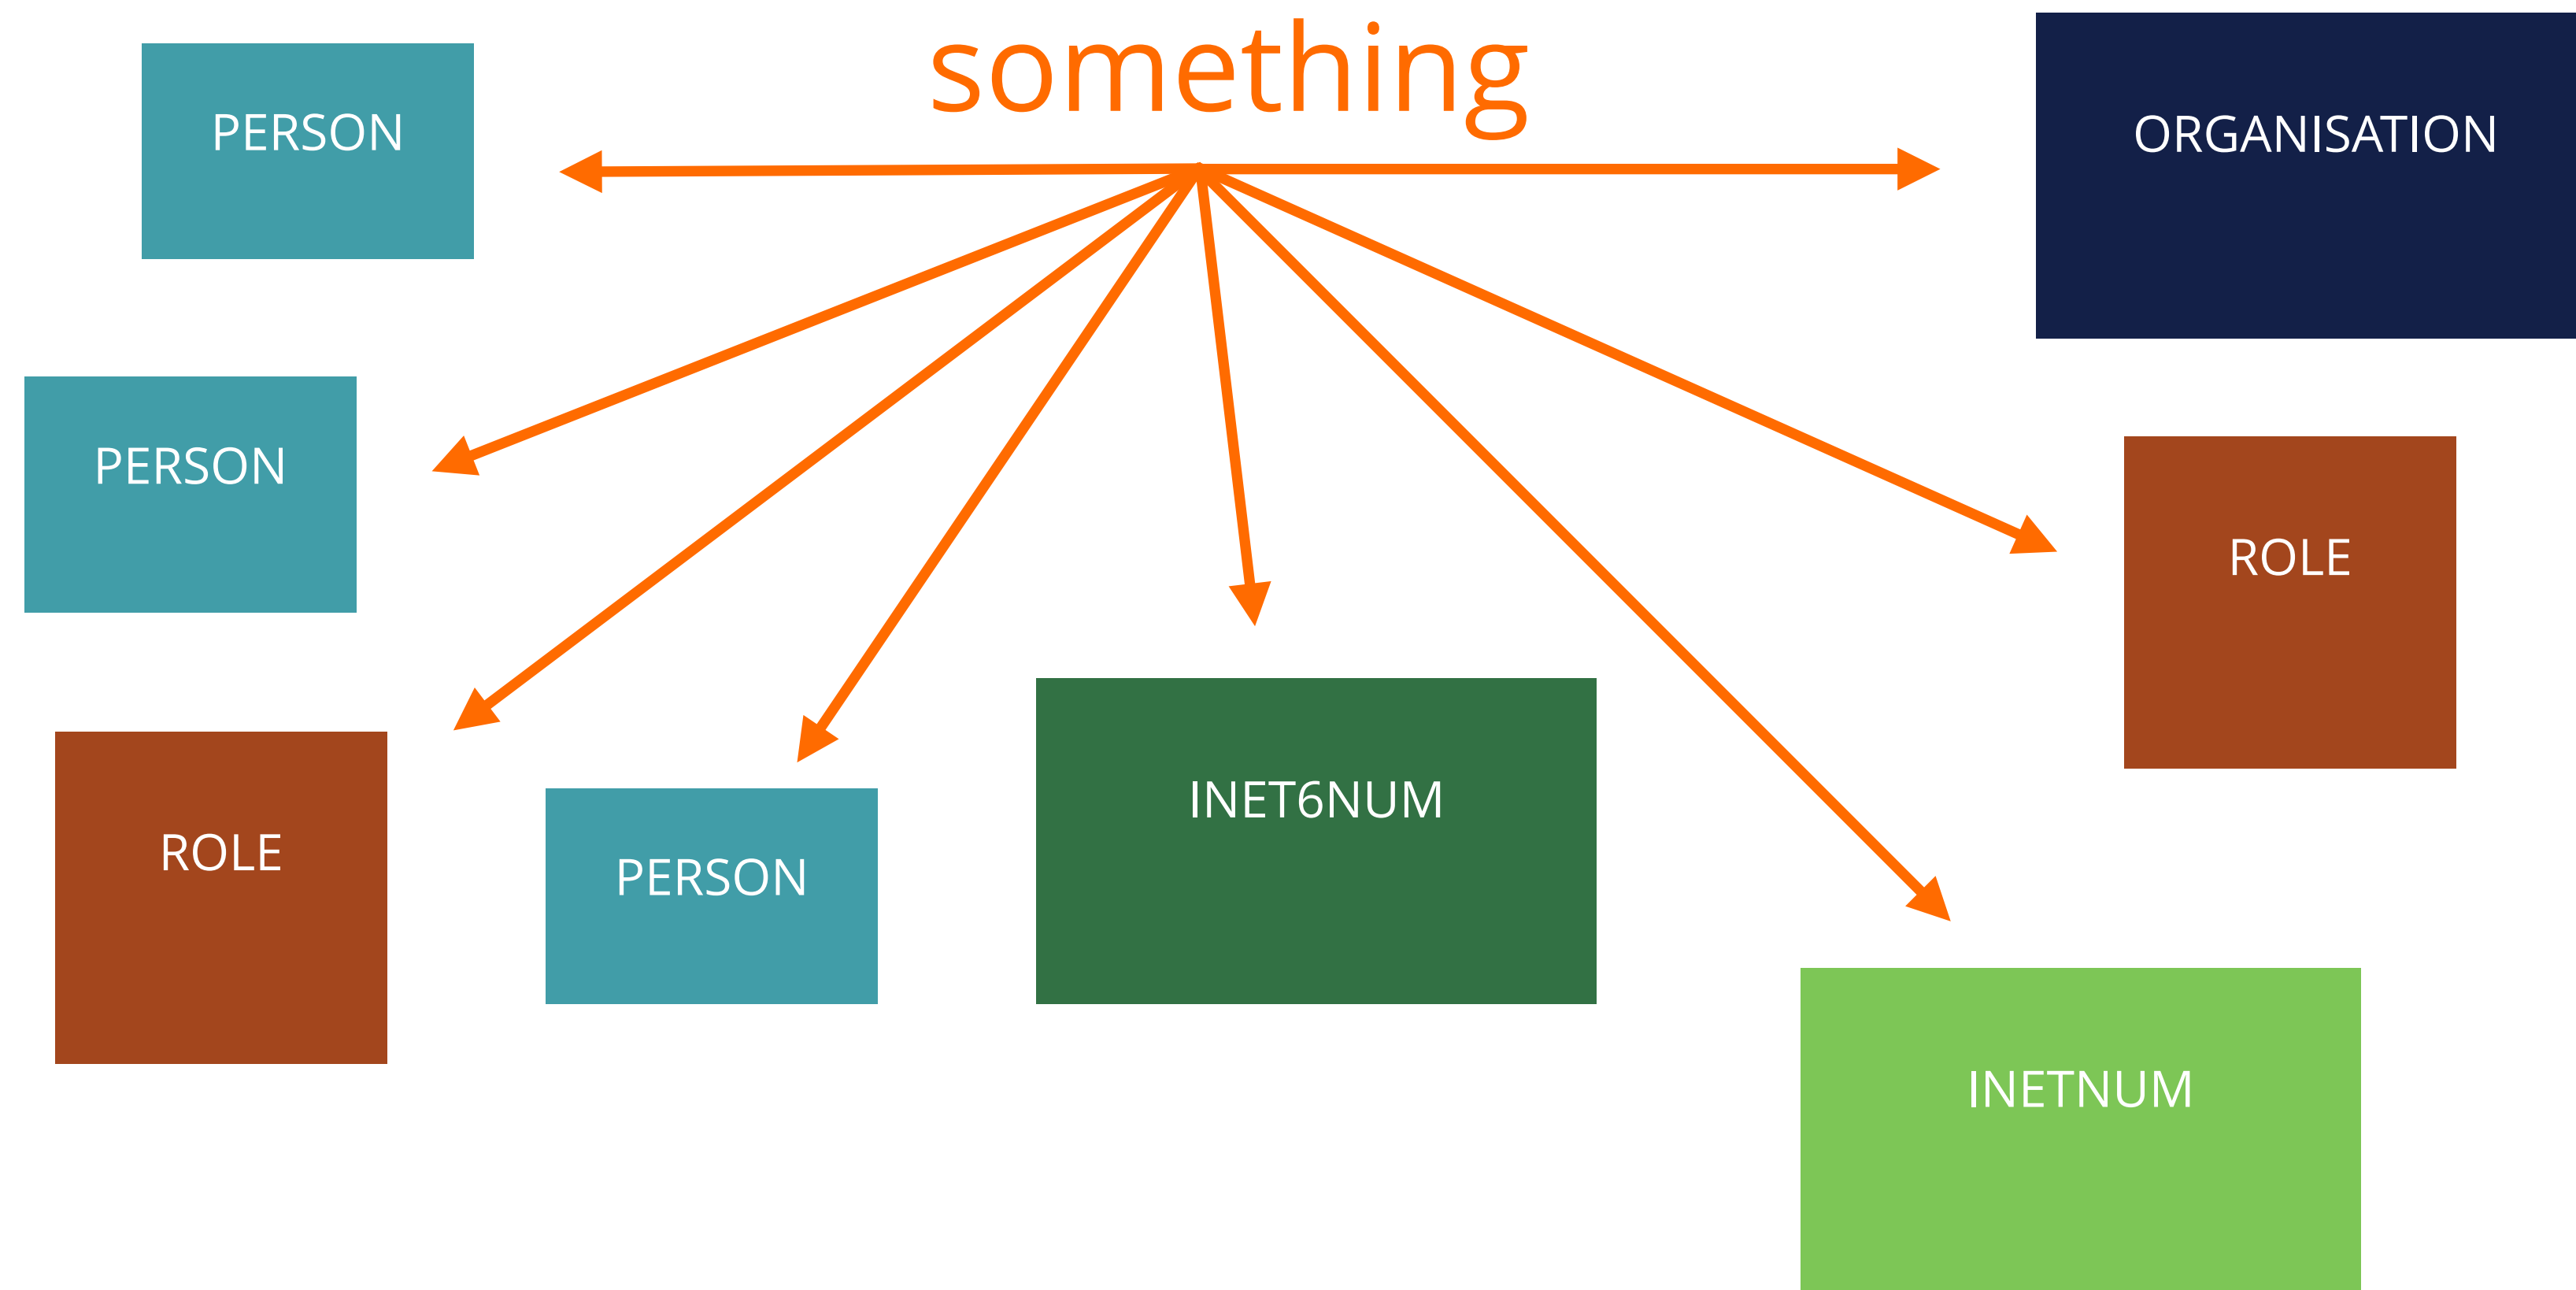 something
PERSON
ORGANISATION
PERSON
ROLE
ROLE
PERSON
INET6NUM
INETNUM